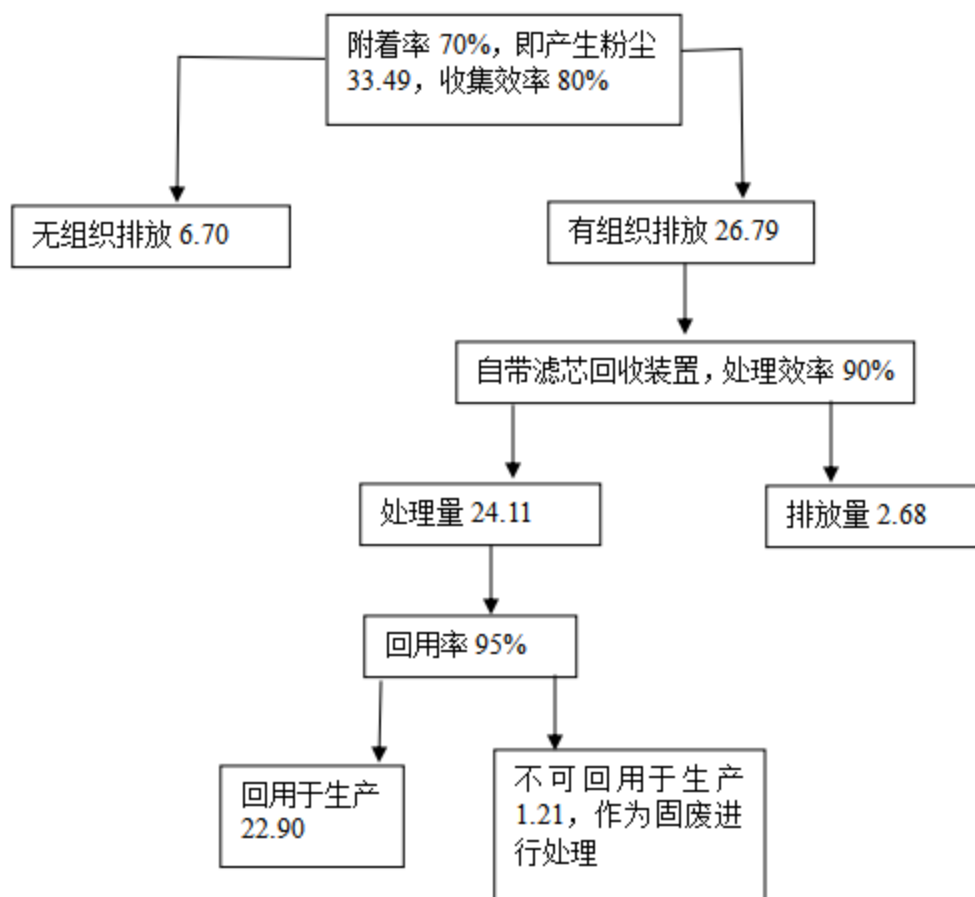 附着率 70%，即产生粉尘
33.49，收集效率 80%
无组织排放 6.70
有组织排放 26.79
自带滤芯回收装置，处理效率 90%
处理量 24.11
排放量 2.68
回用率 95%
回用于生产
22.90
不可回用于生产
1.21，作为固废进
行处理